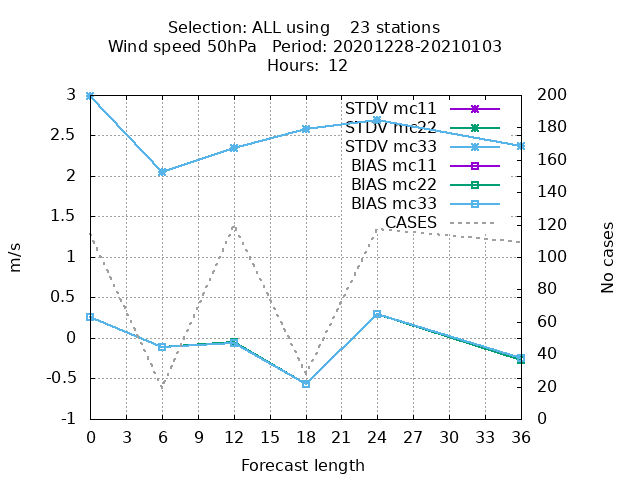 Selection: ALL using    23 stations
Wind speed 50hPa   Period: 20201228-20210103
Hours:  12
STDV mc11
STDV mc22
STDV mc33
BIAS mc11
BIAS mc22
BIAS mc33
CASES
3
2.5
2
1.5
1
0.5
0
-0.5
-1
m/s
200
180
160
140
120
100
80
60
40
20
0
No cases
0 3 6 9 12 15 18 21 24 27 30 33 36
Forecast length